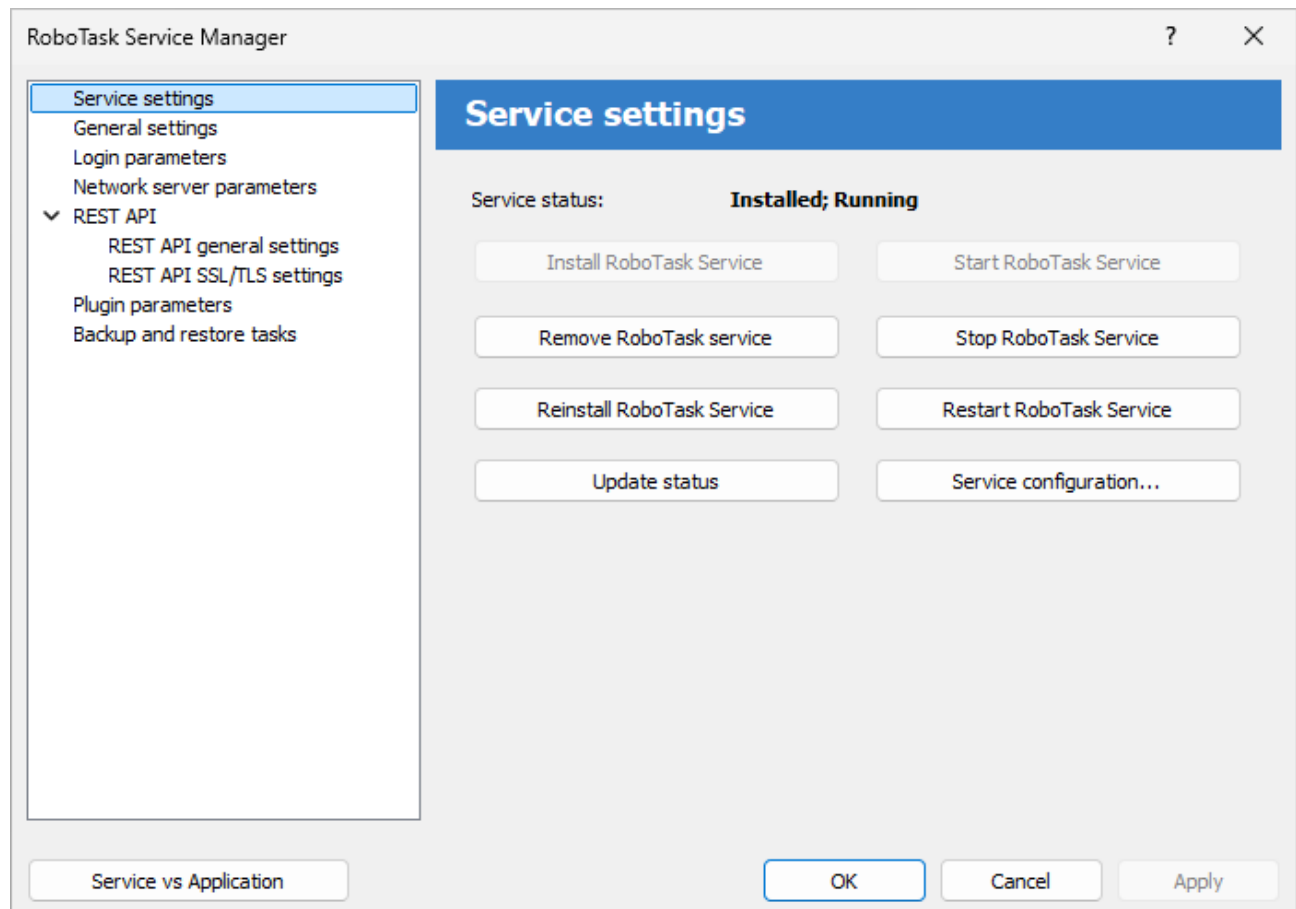 RoboTask Service Manager
?
Service settings
General settings
Login parameters
Network server parameters
REST API
REST API general settings
REST API SSL/TLS settings
Plugin parameters
Backup and restore tasks
Service settings
Service status: Installed; Running
Install RoboTask Service Start RoboTask Service
Remove RoboTask service Stop RoboTask Service
Reinstall RoboTask Service Restart RoboTask Service
Update status Service configuration...
Service vs Application OK Cancel Apply